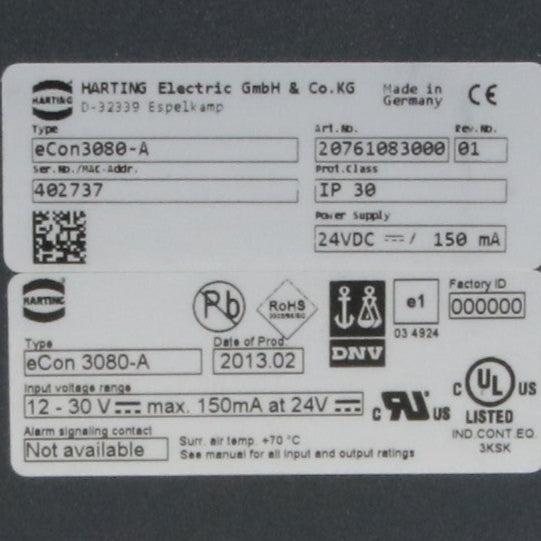 HARTING
HARTING Electric GmbH & Co.KG
D-32339 Espelkamp
Made in
Germany
CE
Type
eCon3080-A
Art.No.
20761083000
Rev.No.
01
Ser.No./MAC-Addr.
402737
Prot.Class
IP 30
Power Supply
24VDC ⎓ / 150 mA
HARTING
Pb
RoHS
DNV
e1
03 4924
Factory ID
000000
Type
eCon 3080-A
Date of Prod.
2013.02
Input voltage range
12 - 30 V ⎓ max. 150mA at 24V ⎓
c RU US
c UL US
LISTED
IND.CONT.EQ.
3KSK
Alarm signaling contact
Not available
Surr. air temp. +70 °C
See manual for all input and output ratings